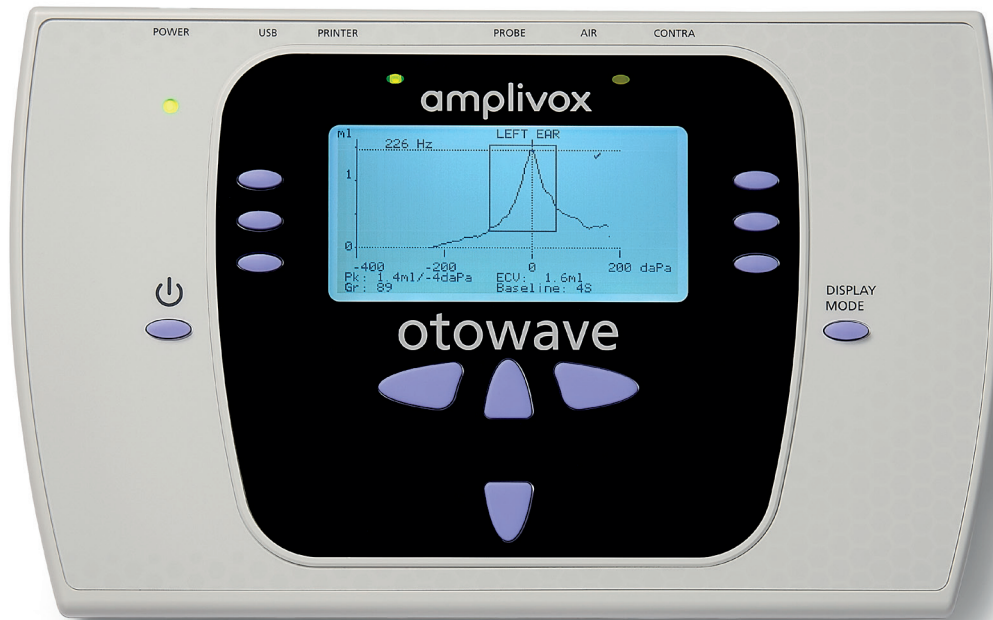 POWER USB PRINTER PROBE AIR CONTRA
amplivox
ml LEFT EAR
226 Hz
1
0
-400 -200 0 200 daPa
Pk: 1.4ml/-4daPa ECV: 1.6ml
Gr: 89 Baseline: 4S
DISPLAY
MODE
otowave